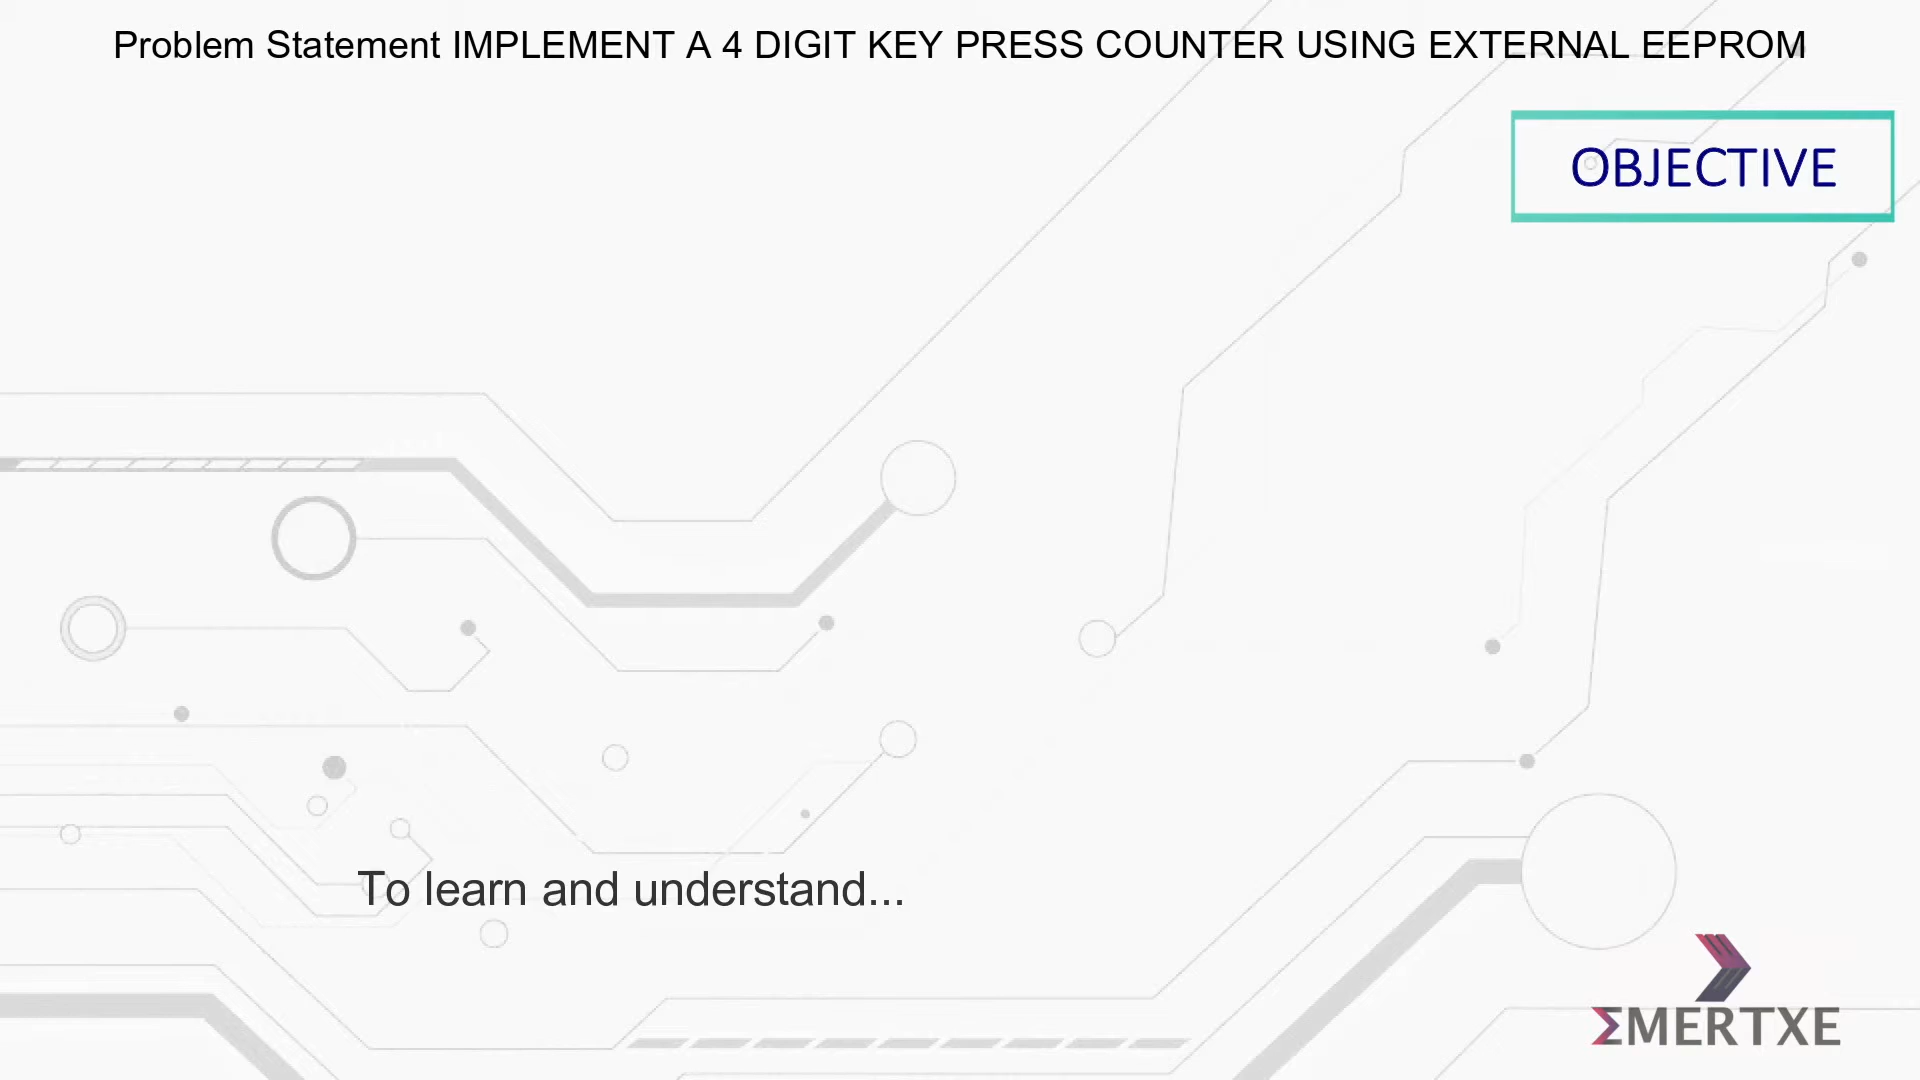 Problem Statement IMPLEMENT A 4 DIGIT KEY PRESS COUNTER USING EXTERNAL EEPROM
OBJECTIVE
To learn and understand...
ΣMERTXE